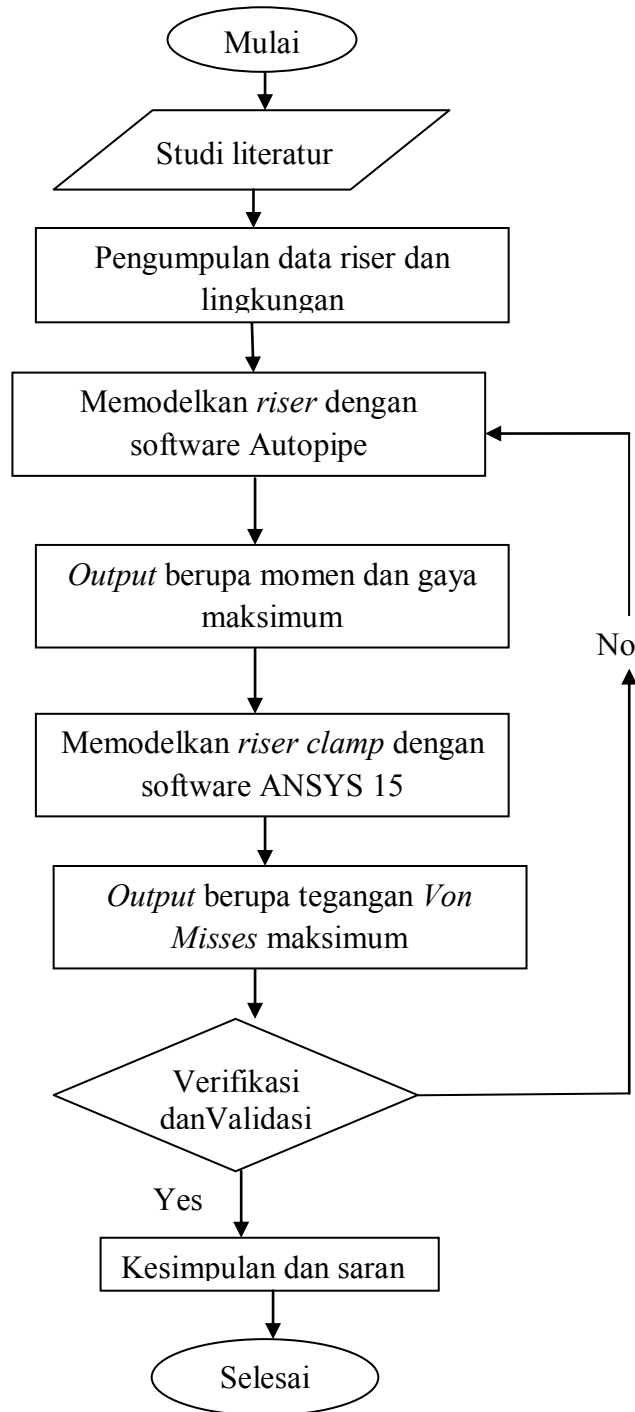 Mulai
Studi literatur
Pengumpulan data riser dan
lingkungan
Memodelkan riser dengan
software Autopipe
Output berupa momen dan gaya
maksimum
No
Memodelkan riser clamp dengan
software ANSYS 15
Output berupa tegangan Von
Misses maksimum
Verifikasi
danValidasi
Yes
Kesimpulan dan saran
Selesai